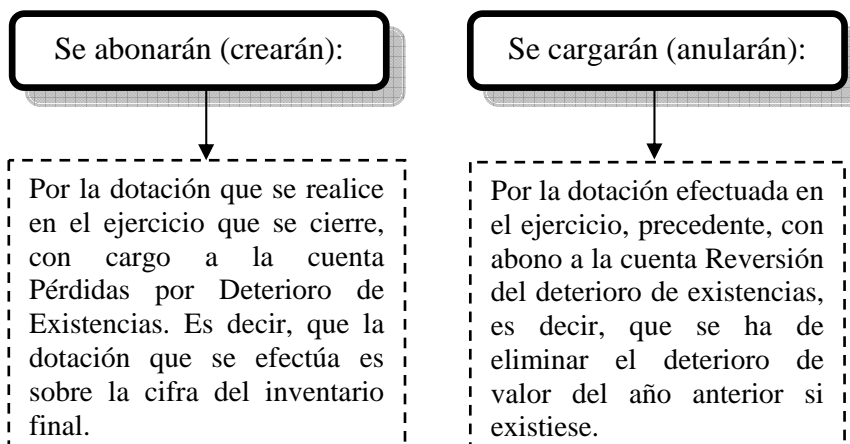 Se abonarán (crearán):
Por la dotación que se realice
en el ejercicio que se cierre,
con cargo a la cuenta
Pérdidas por Deterioro de
Existencias. Es decir, que la
dotación que se efectúa es
sobre la cifra del inventario
final.
Se cargarán (anularán):
Por la dotación efectuada en
el ejercicio, precedente, con
abono a la cuenta Reversión
del deterioro de existencias,
es decir, que se ha de
eliminar el deterioro de
valor del año anterior si
existiese.